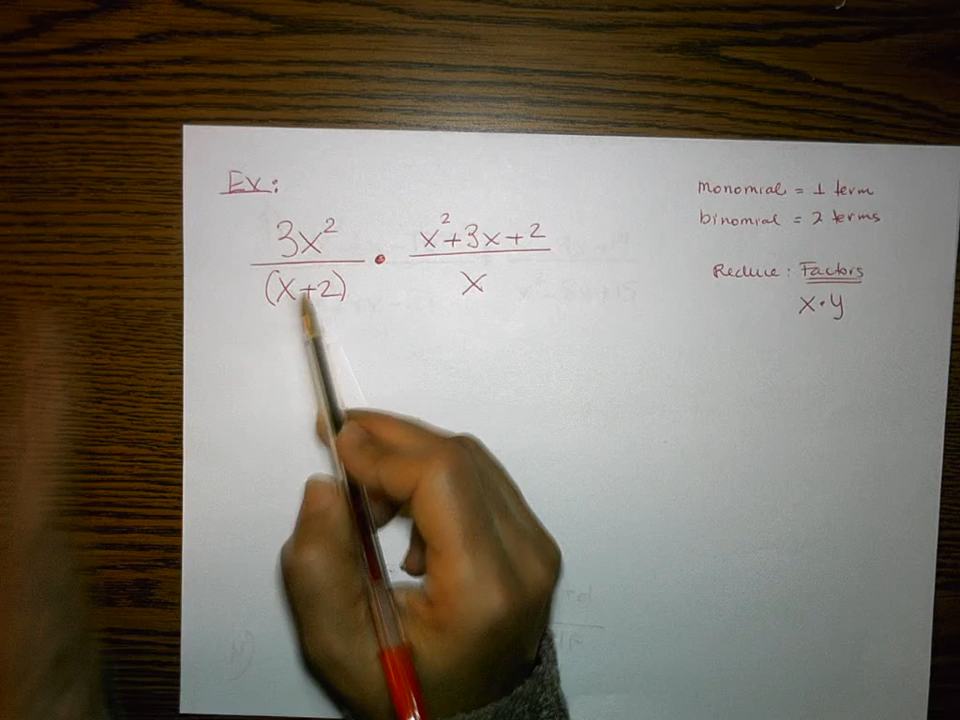 Ex:
3x² / (x+2) • x²+3x+2 / x
monomial = 1 term
binomial = 2 terms
Reduce: Factors
x·y